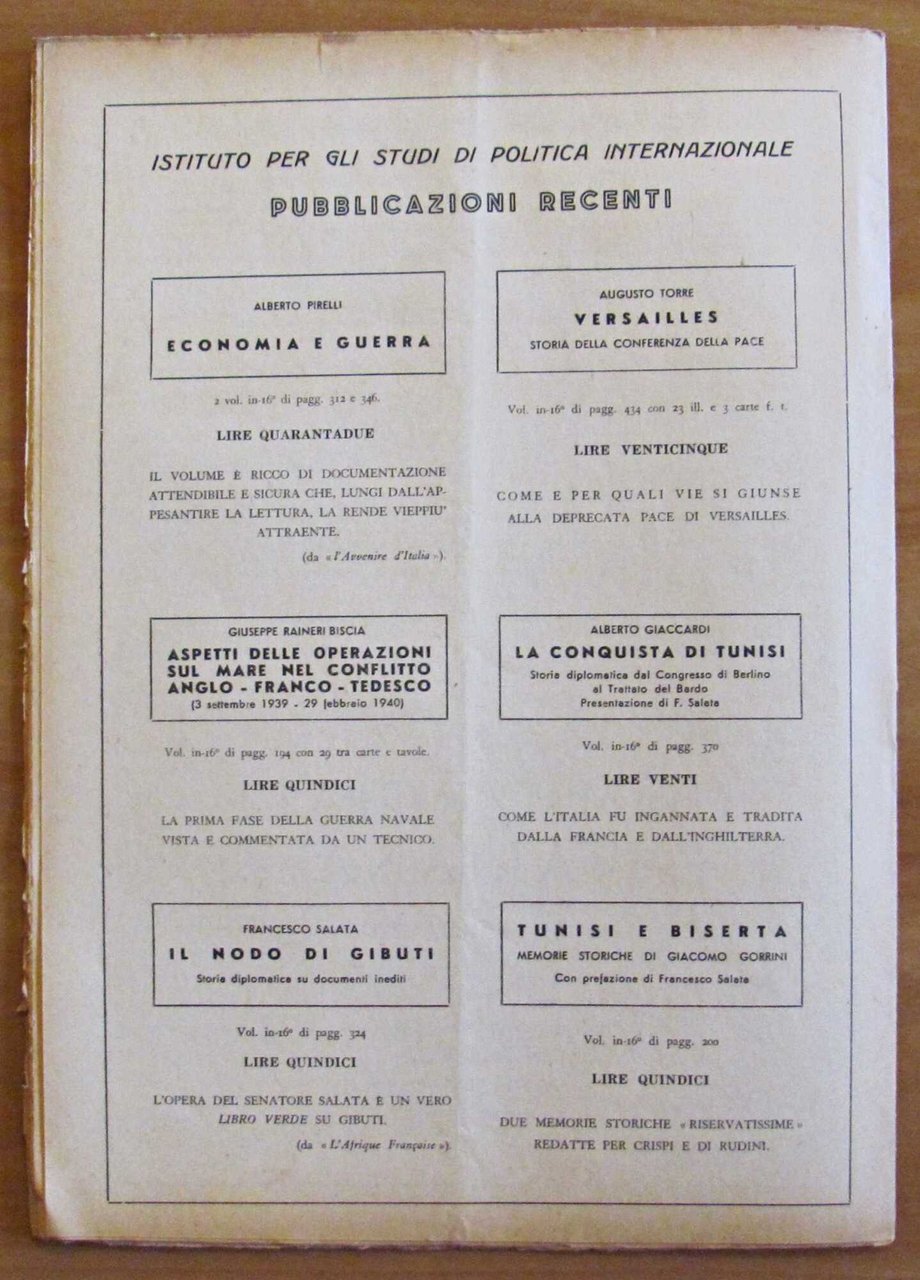 ISTITUTO PER GLI STUDI DI POLITICA INTERNAZIONALE
PUBBLICAZIONI RECENTI
ALBERTO PIRELLI
ECONOMIA E GUERRA
2 vol. in-16º di pagg. 312 e 346.
LIRE QUARANTADUE
IL VOLUME È RICCO DI DOCUMENTAZIONE
ATTENDIBILE E SICURA CHE, LUNGI DALL'AP-
PESANTIRE LA LETTURA, LA RENDE VIEPPIU'
ATTRAENTE.
(da « l'Avvenire d'Italia »).
AUGUSTO TORRE
VERSAILLES
STORIA DELLA CONFERENZA DELLA PACE
Vol. in-16º di pagg. 434 con 23 ill. e 3 carte f. t.
LIRE VENTICINQUE
COME E PER QUALI VIE SI GIUNSE
ALLA DEPRECATA PACE DI VERSAILLES.
GIUSEPPE RAINERI BISCIA
ASPETTI DELLE OPERAZIONI
SUL MARE NEL CONFLITTO
ANGLO - FRANCO - TEDESCO
(3 settembre 1939 - 29 febbraio 1940)
Vol. in-16º di pagg. 194 con 29 tra carte e tavole.
LIRE QUINDICI
LA PRIMA FASE DELLA GUERRA NAVALE
VISTA E COMMENTATA DA UN TECNICO.
ALBERTO GIACCARDI
LA CONQUISTA DI TUNISI
Storia diplomatica dal Congresso di Berlino
al Trattato del Bardo
Presentazione di F. Salata
Vol. in-16º di pagg. 370
LIRE VENTI
COME L'ITALIA FU INGANNATA E TRADITA
DALLA FRANCIA E DALL'INGHILTERRA.
FRANCESCO SALATA
IL NODO DI GIBUTI
Storia diplomatica su documenti inediti
Vol. in-16º di pagg. 324
LIRE QUINDICI
L'OPERA DEL SENATORE SALATA È UN VERO
LIBRO VERDE SU GIBUTI.
(da « L'Afrique Française »).
TUNISI E BISERTA
MEMORIE STORICHE DI GIACOMO GORRINI
Con prefazione di Francesco Salata
Vol. in-16º di pagg. 200
LIRE QUINDICI
DUE MEMORIE STORICHE « RISERVATISSIME »
REDATTE PER CRISPI E DI RUDINÌ.